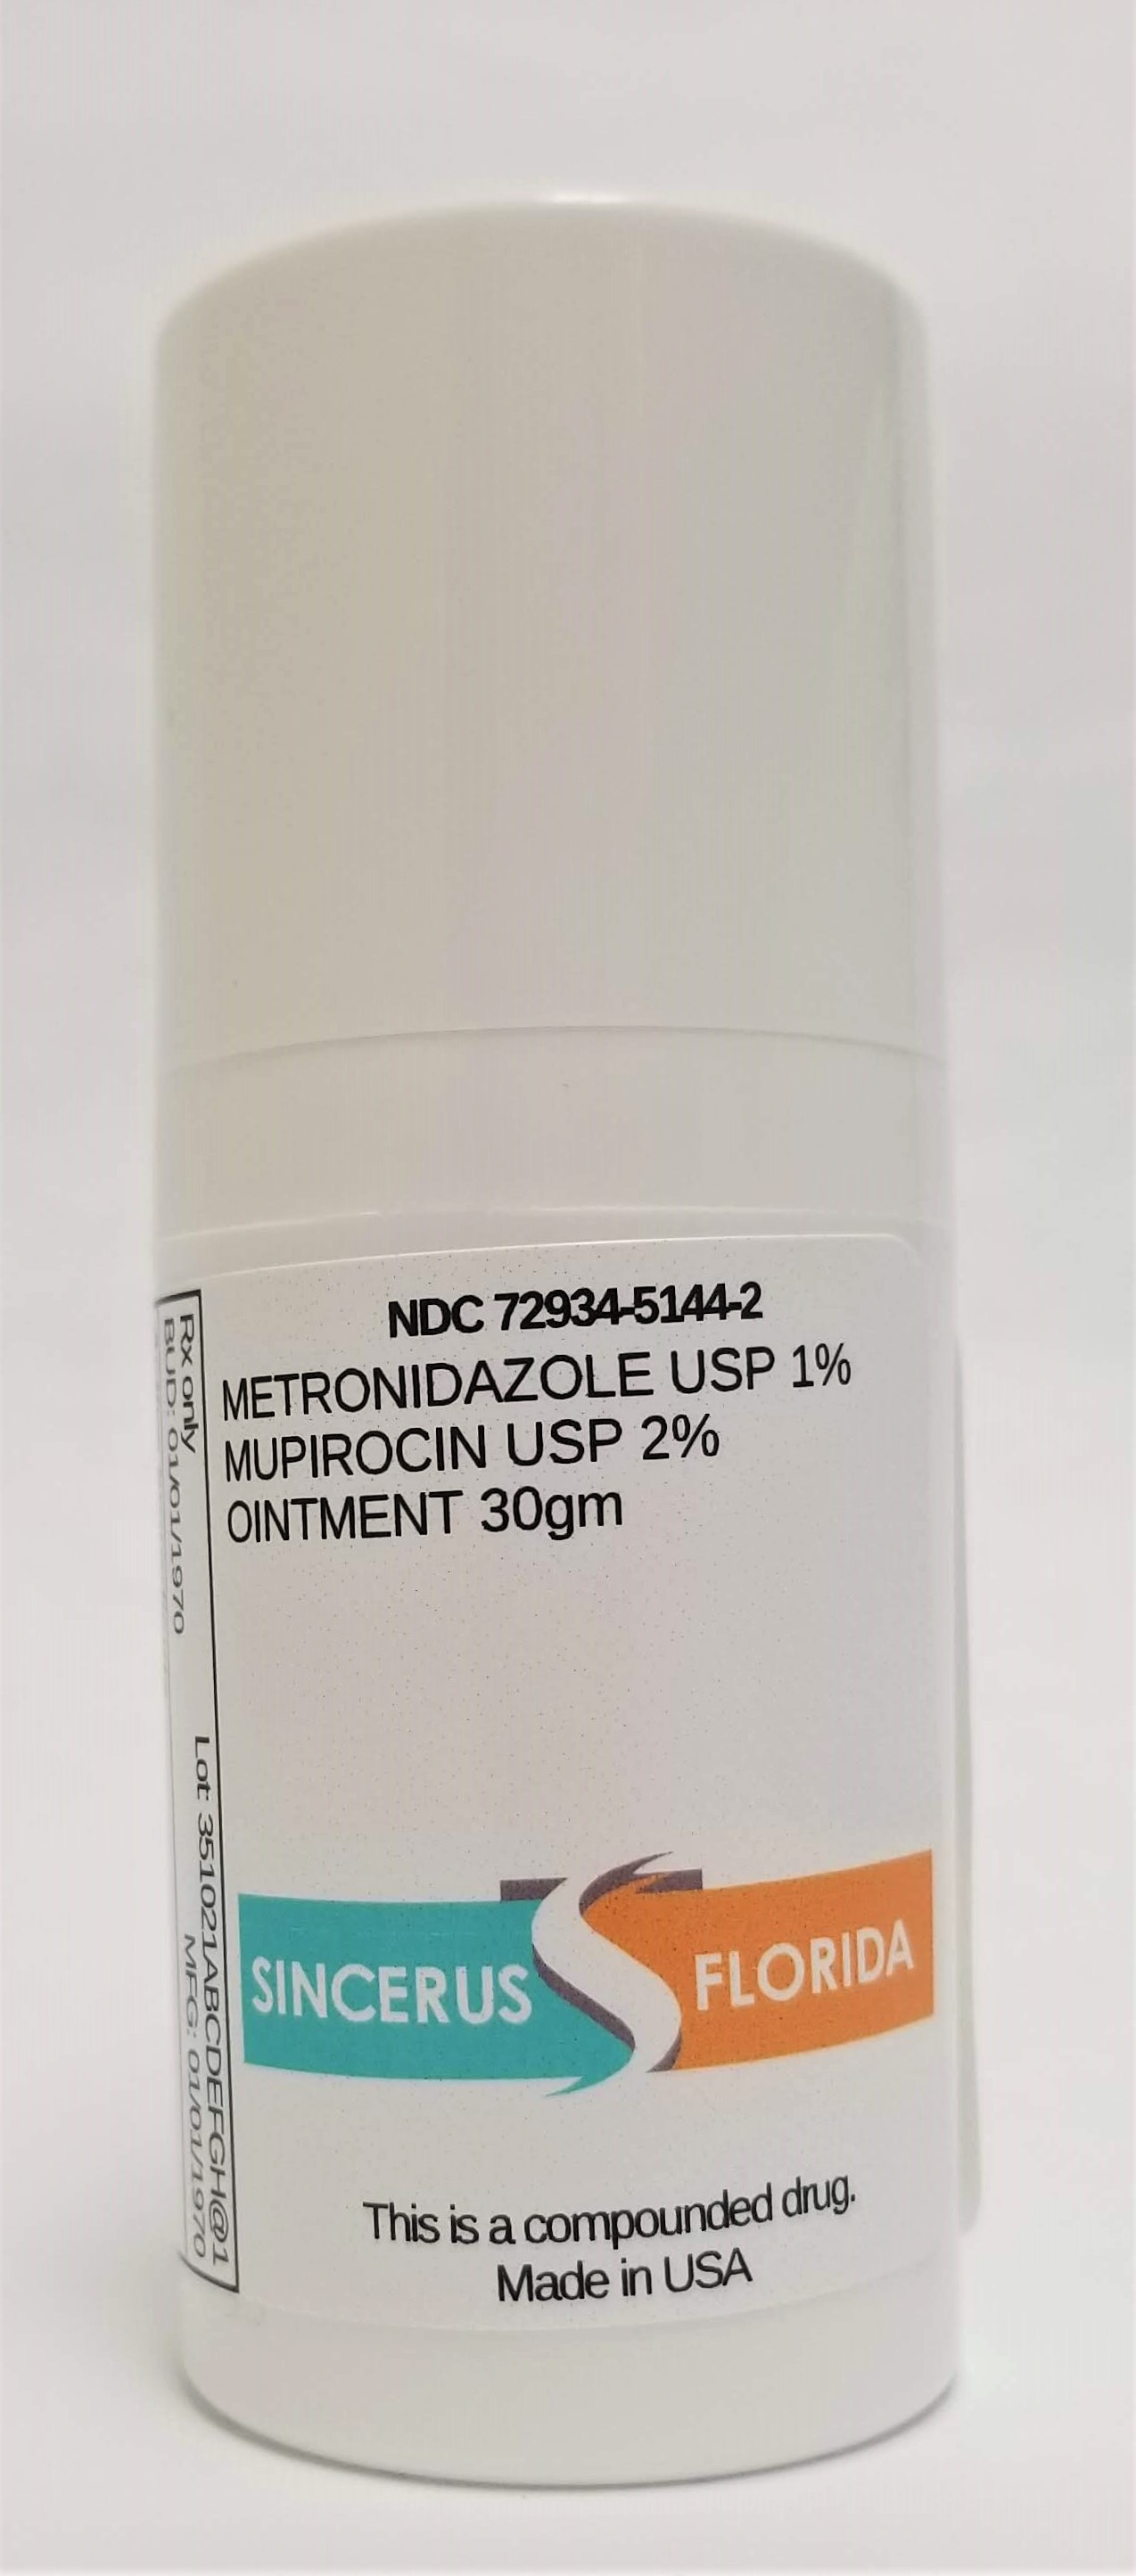 NDC 72934-5144-2
METRONIDAZOLE USP 1%
MUPIROCIN USP 2%
OINTMENT 30gm
Rx only
Lot: 351021ABCDEFGH@1
BUD: 01/01/1970
MFG: 01/01/1970
SINCERUS FLORIDA
This is a compounded drug.
Made in USA